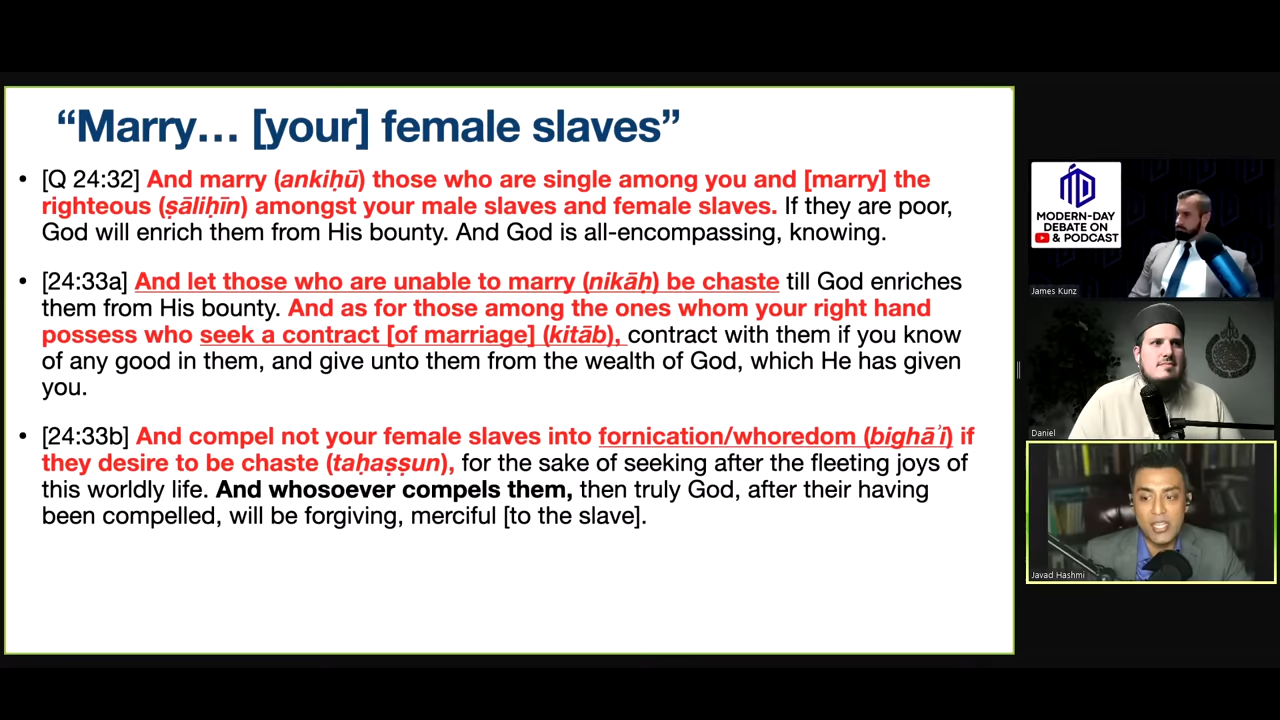 “Marry… [your] female slaves”
• [Q 24:32] And marry (ankiḥū) those who are single among you and [marry] the
righteous (ṣāliḥīn) amongst your male slaves and female slaves. If they are poor,
God will enrich them from His bounty. And God is all-encompassing, knowing.
• [24:33a] And let those who are unable to marry (nikāḥ) be chaste till God enriches
them from His bounty. And as for those among the ones whom your right hand
possess who seek a contract [of marriage] (kitāb), contract with them if you know
of any good in them, and give unto them from the wealth of God, which He has given
you.
• [24:33b] And compel not your female slaves into fornication/whoredom (bighāʾi) if
they desire to be chaste (taḥaṣṣun), for the sake of seeking after the fleeting joys of
this worldly life. And whosoever compels them, then truly God, after their having
been compelled, will be forgiving, merciful [to the slave].
MODERN-DAY
DEBATE ON
& PODCAST
James Kunz
Daniel
Javad Hashmi